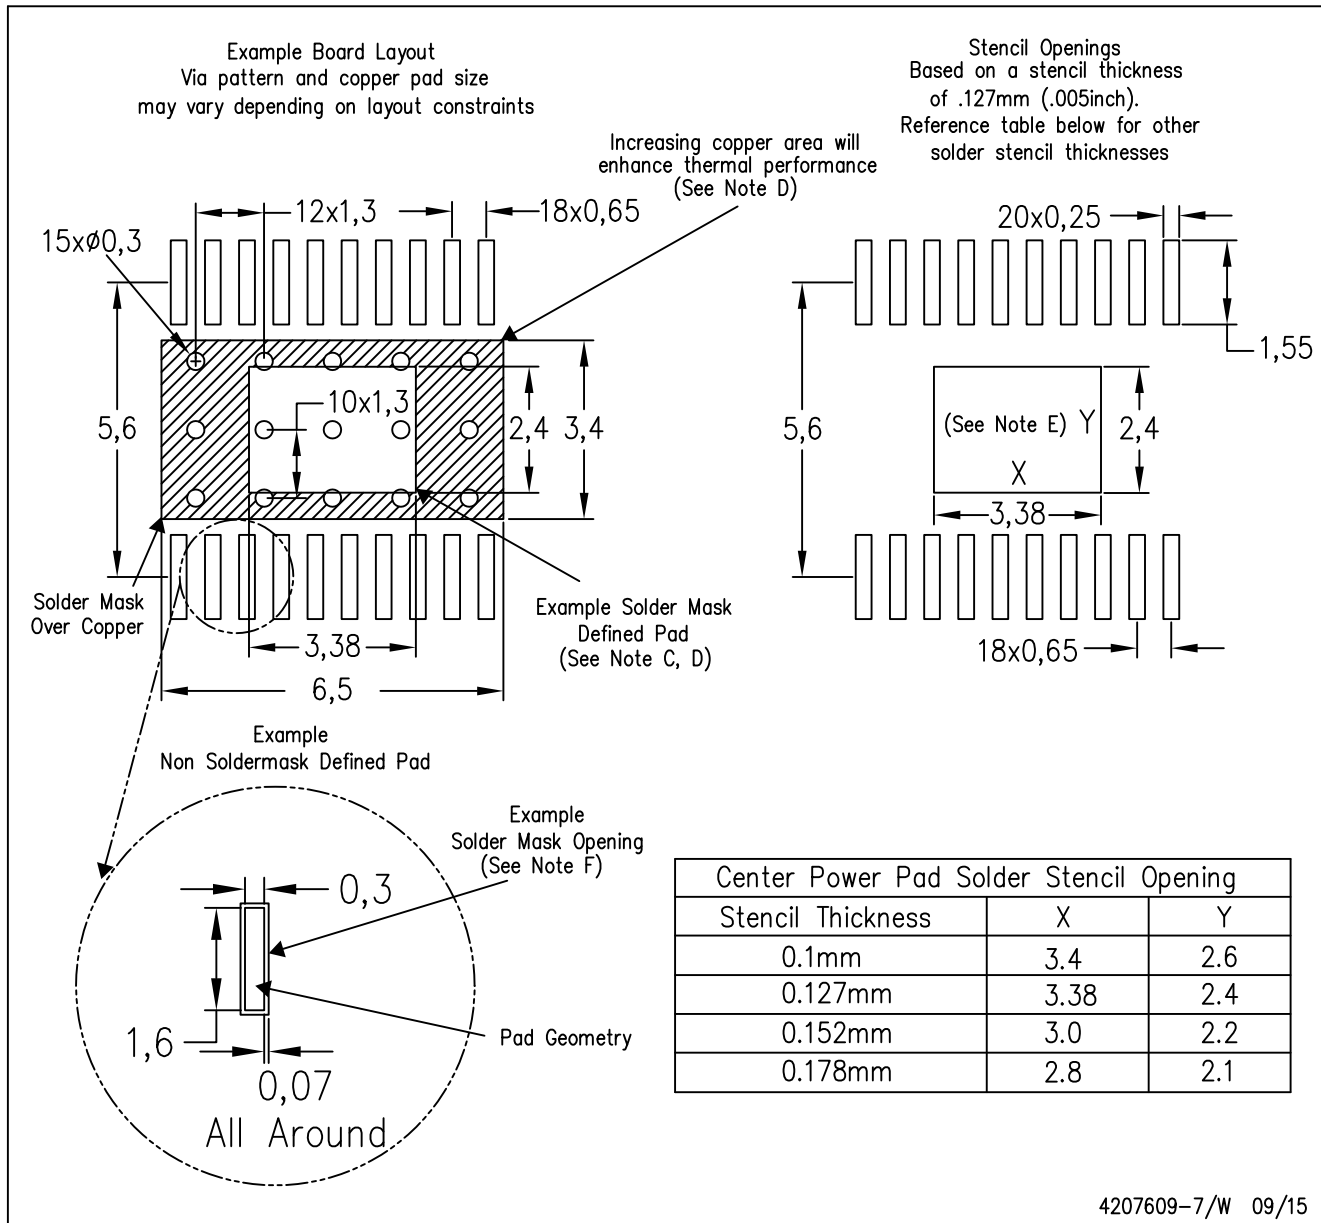 Example Board Layout
Via pattern and copper pad size
may vary depending on layout constraints
Stencil Openings
Based on a stencil thickness
of .127mm (.005inch).
Reference table below for other
solder stencil thicknesses
Increasing copper area will
enhance thermal performance
(See Note D)
12x1,3
18x0,65
15xø0,3
5,6
10x1,3
2,4
3,4
Solder Mask
Over Copper
3,38
6,5
Example Solder Mask
Defined Pad
(See Note C, D)
20x0,25
1,55
5,6
(See Note E) Y
X
2,4
3,38
18x0,65
Example
Non Soldermask Defined Pad
Example
Solder Mask Opening
(See Note F)
0,3
1,6
Pad Geometry
0,07
All Around
Center Power Pad Solder Stencil Opening
Stencil Thickness X Y
0.1mm 3.4 2.6
0.127mm 3.38 2.4
0.152mm 3.0 2.2
0.178mm 2.8 2.1
4207609-7/W 09/15